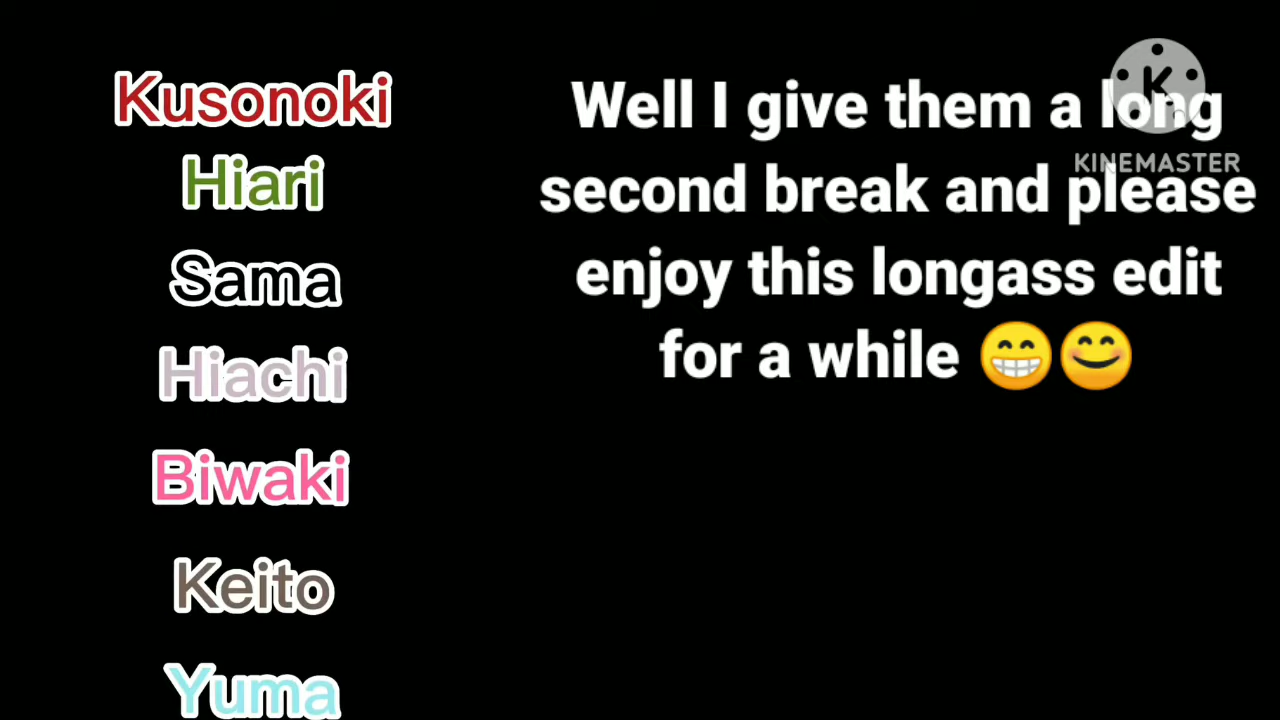 Kusonoki
Hiari
Sama
Hiachi
Biwaki
Keito
Yuma
Well I give them a long
second break and please
enjoy this longass edit
for a while 😁😊
K
KINEMASTER